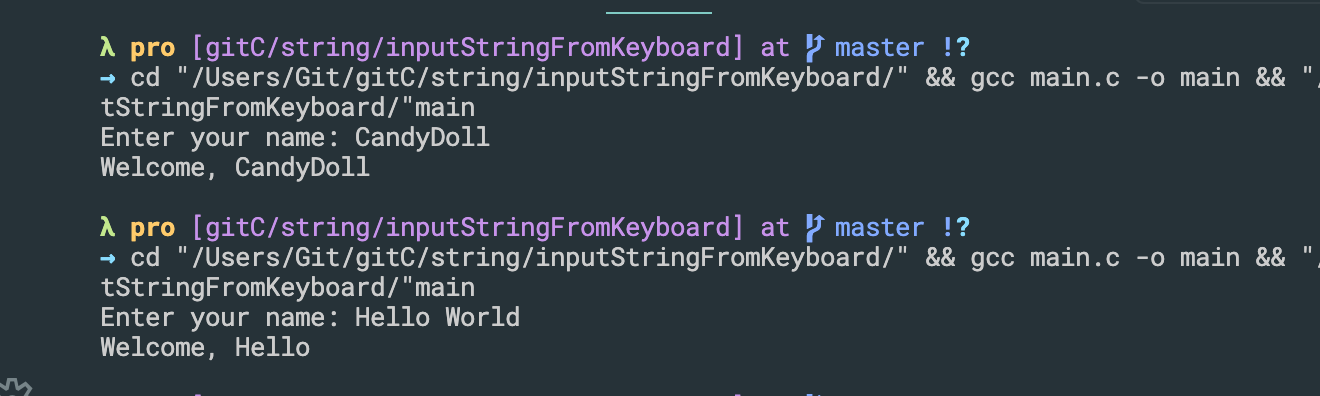 λ pro [gitC/string/inputStringFromKeyboard] at master !?
→ cd "/Users/Git/gitC/string/inputStringFromKeyboard/" && gcc main.c -o main && "/
tStringFromKeyboard/"main
Enter your name: CandyDoll
Welcome, CandyDoll
λ pro [gitC/string/inputStringFromKeyboard] at master !?
→ cd "/Users/Git/gitC/string/inputStringFromKeyboard/" && gcc main.c -o main && "/
tStringFromKeyboard/"main
Enter your name: Hello World
Welcome, Hello